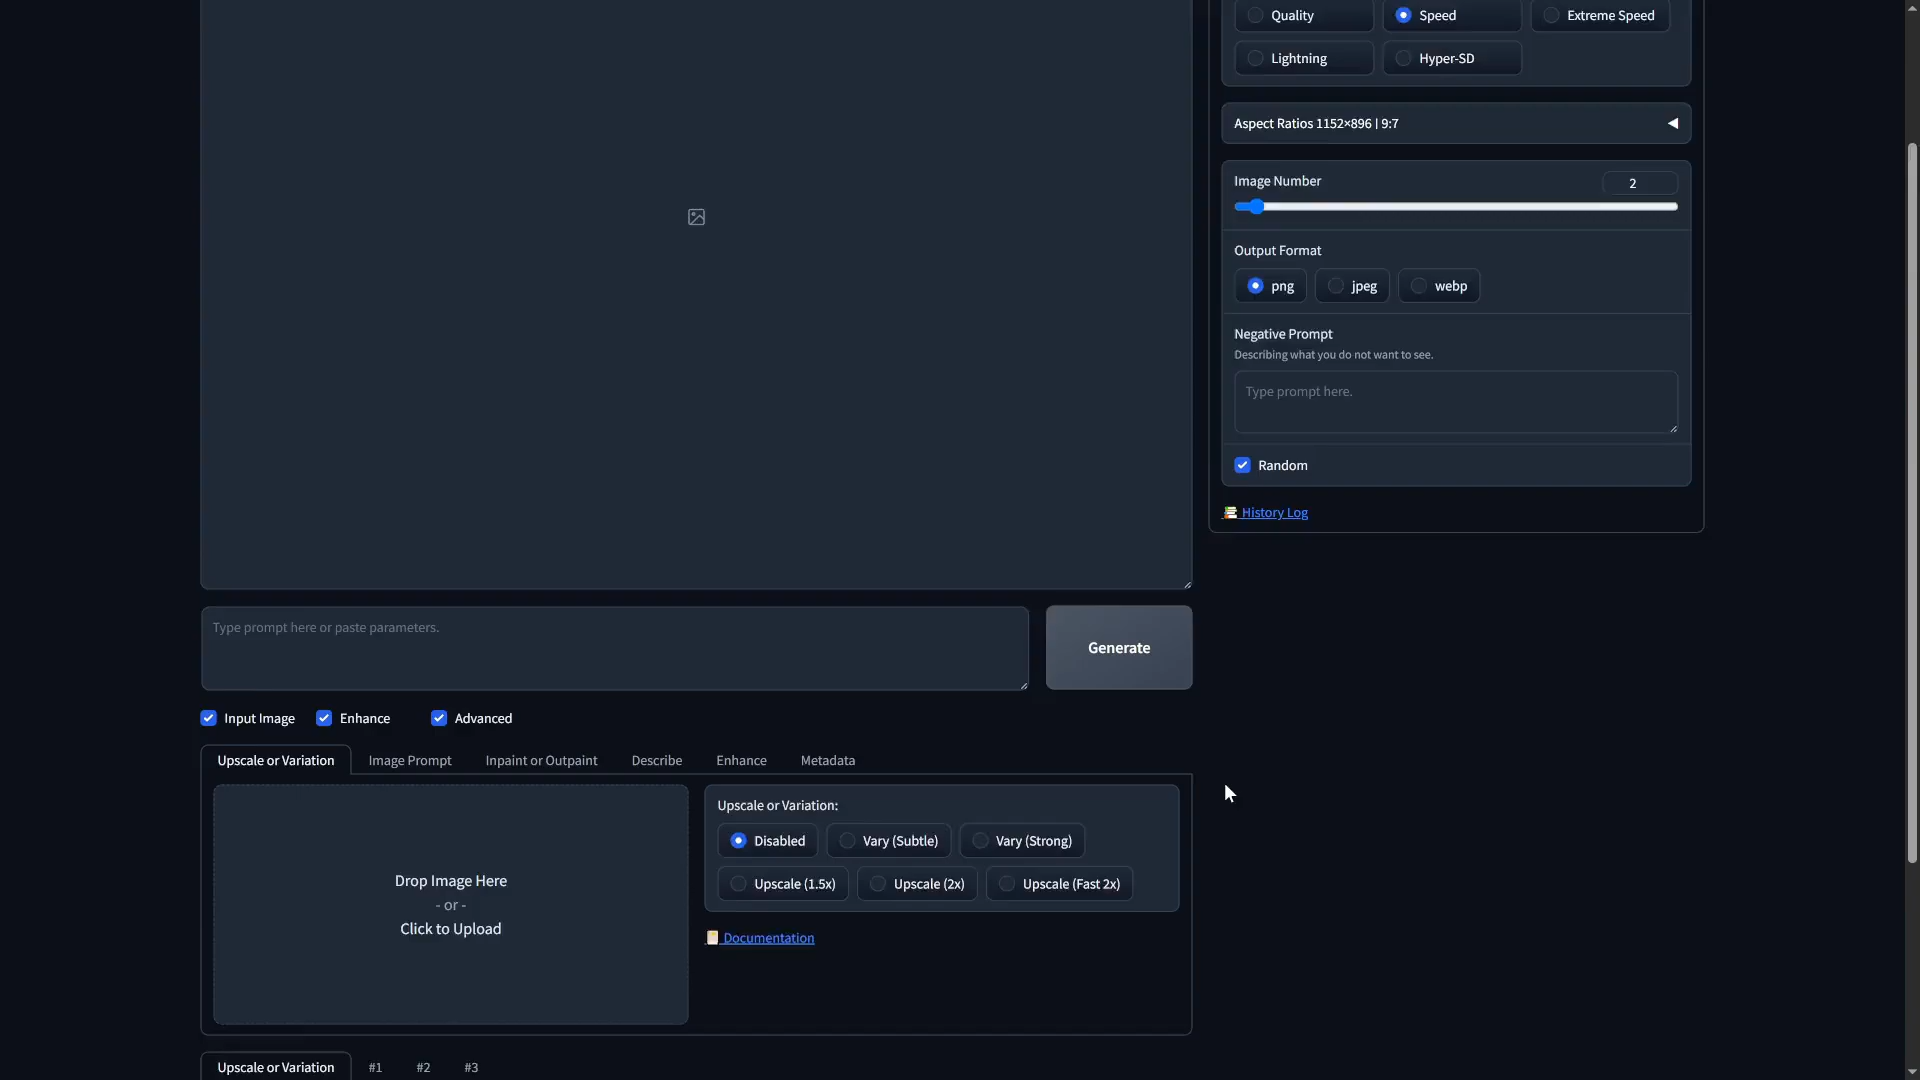 Quality
Speed
Extreme Speed
Lightning
Hyper-SD
Aspect Ratios 1152×896 | 9:7
Image Number
2
Output Format
png
jpeg
webp
Negative Prompt
Describing what you do not want to see.
Type prompt here.
Random
History Log
Type prompt here or paste parameters.
Generate
Input Image
Enhance
Advanced
Upscale or Variation
Image Prompt
Inpaint or Outpaint
Describe
Enhance
Metadata
Drop Image Here
- or -
Click to Upload
Upscale or Variation:
Disabled
Vary (Subtle)
Vary (Strong)
Upscale (1.5x)
Upscale (2x)
Upscale (Fast 2x)
Documentation
Upscale or Variation
#1
#2
#3